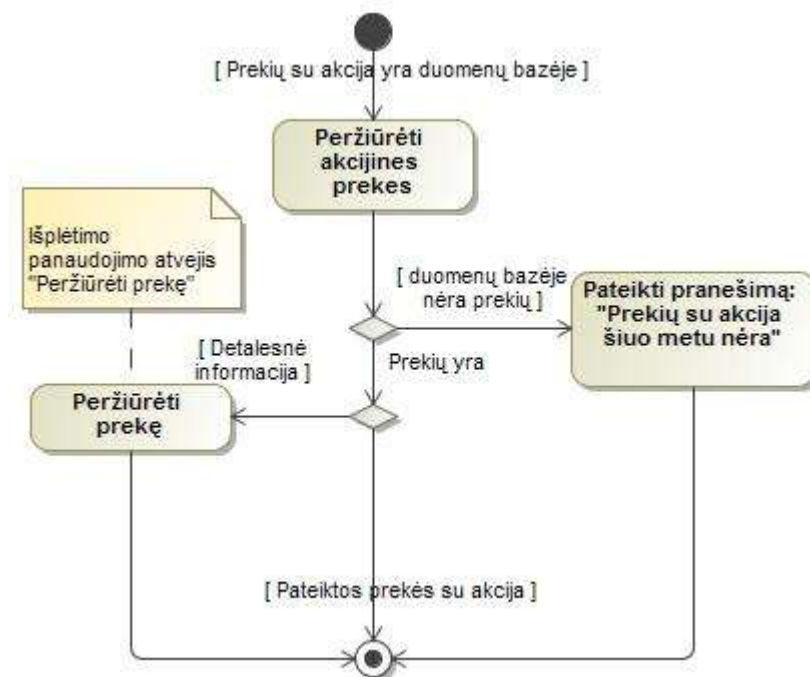 [ Prekių su akcija yra duomenų bazėje ]
Peržiūrėti
akcijines
prekes
Išplėtimo
panaudojimo atvejis
"Peržiūrėti prekę"
[ duomenų bazėje
nėra prekių ]
Pateikti pranešimą:
"Prekių su akcija
šiuo metu nėra"
[ Detalesnė
informacija ]
Prekių yra
Peržiūrėti
prekę
[ Pateiktos prekės su akcija ]